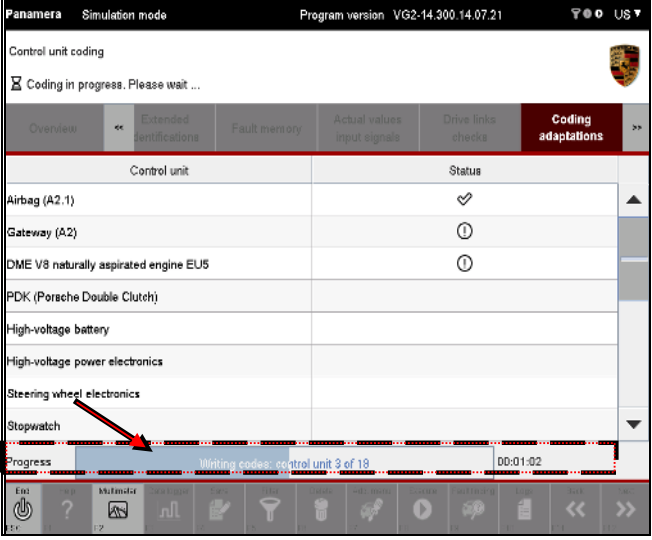 Panamera Simulation mode Program version VG2-14.300.14.07.21 US
Control unit coding
Coding in progress. Please wait ...
Overview << Extended identifications Fault memory Actual values input signals Drive links checks Coding adaptations >>
Control unit Status
Airbag (A2.1)
Gateway (A2)
DME V8 naturally aspirated engine EU5
PDK (Porsche Double Clutch)
High-voltage battery
High-voltage power electronics
Steering wheel electronics
Stopwatch
Progress Writing codes: control unit 3 of 18 00:01:02
End Help Multimeter
F2